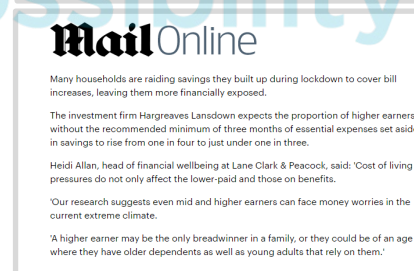 ossibility
Mail Online
Many households are raiding savings they built up during lockdown to cover bill
increases, leaving them more financially exposed.
The investment firm Hargreaves Lansdown expects the proportion of higher earners
without the recommended minimum of three months of essential expenses set aside
in savings to rise from one in four to just under one in three.
Heidi Allan, head of financial wellbeing at Lane Clark & Peacock, said: 'Cost of living
pressures do not only affect the lower-paid and those on benefits.
'Our research suggests even mid and higher earners can face money worries in the
current extreme climate.
'A higher earner may be the only breadwinner in a family, or they could be of an age
where they have older dependents as well as young adults that rely on them.'